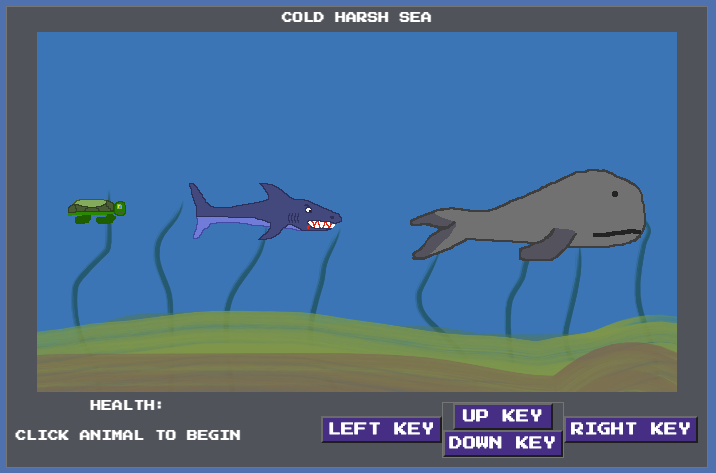 COLD HARSH SEA
HEALTH:
CLICK ANIMAL TO BEGIN
UP KEY
LEFT KEY
RIGHT KEY
DOWN KEY